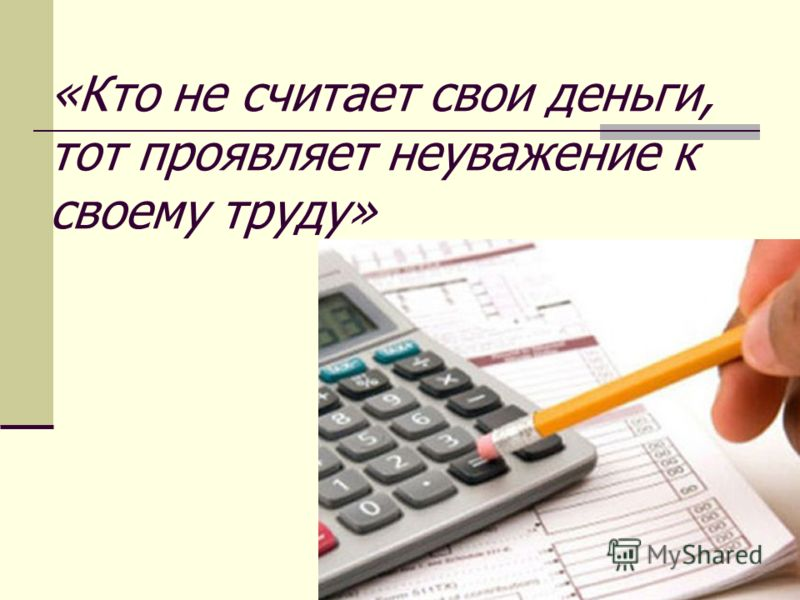 «Кто не считает свои деньги,
тот проявляет неуважение к
своему труду»
MyShared